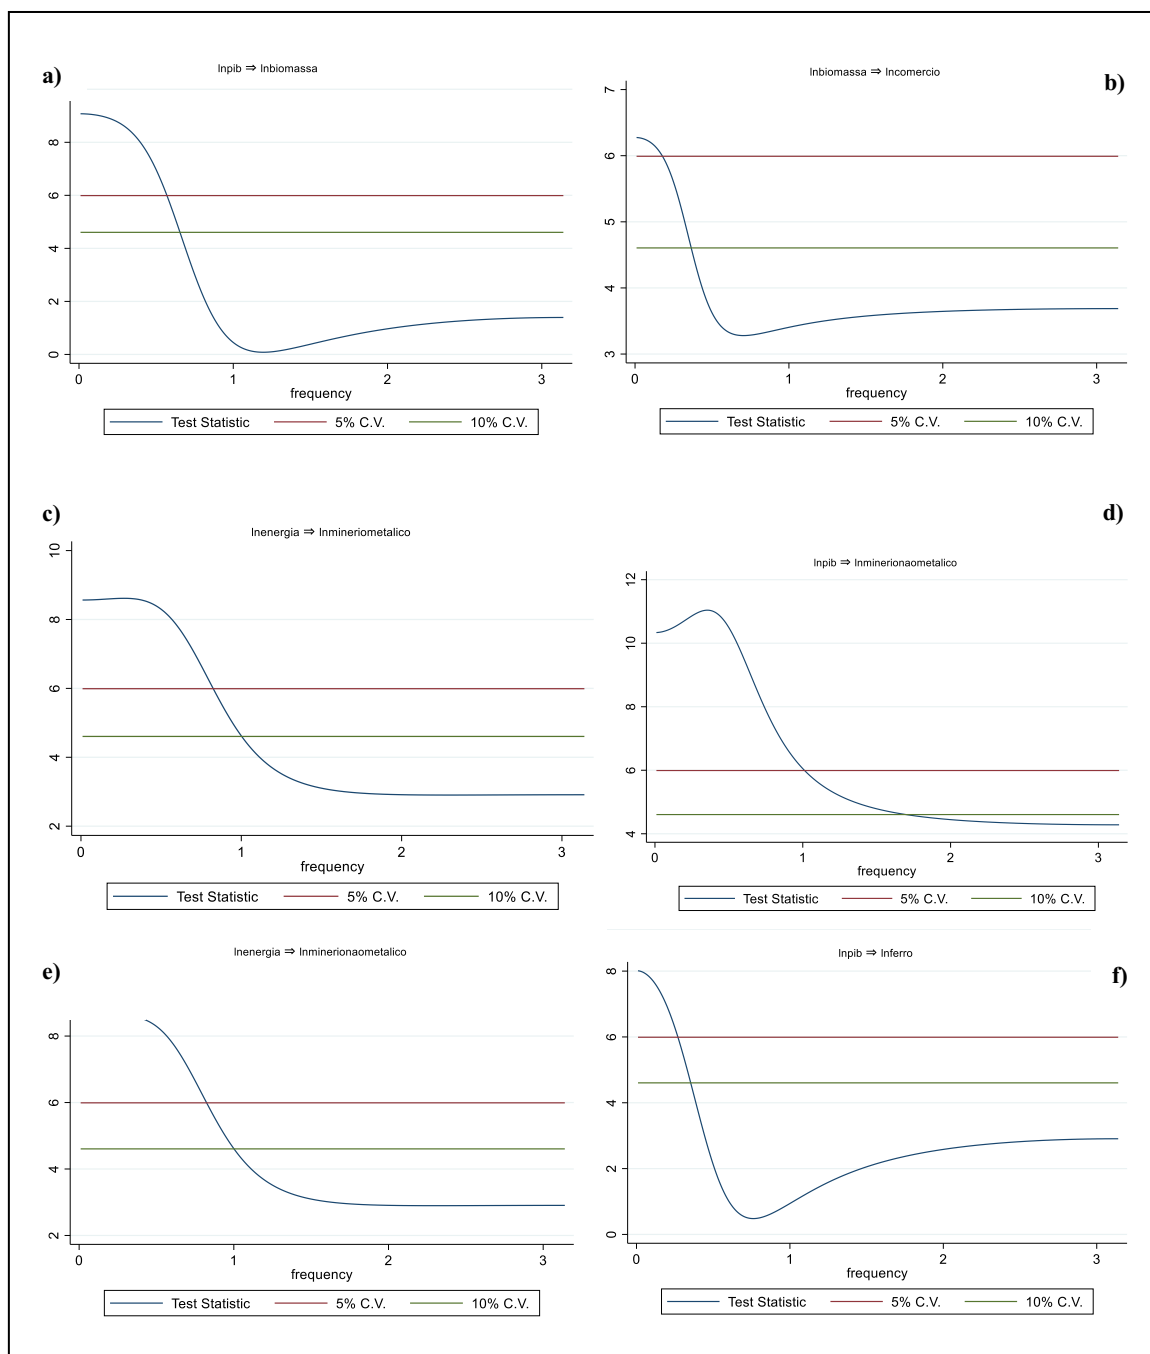 a)
lnpib ⇒ lnbiomassa
8
6
4
2
0
0 1 2 3
frequency
Test Statistic 5% C.V. 10% C.V.
b)
lnbiomassa ⇒ lncomercio
7
6
5
4
3
0 1 2 3
frequency
Test Statistic 5% C.V. 10% C.V.
c)
lnenergia ⇒ lnmineriometalico
10
8
6
4
2
0 1 2 3
frequency
Test Statistic 5% C.V. 10% C.V.
d)
lnpib ⇒ lnminerionaometalico
12
10
8
6
4
0 1 2 3
frequency
Test Statistic 5% C.V. 10% C.V.
e)
lnenergia ⇒ lnminerionaometalico
8
6
4
2
0 1 2 3
frequency
Test Statistic 5% C.V. 10% C.V.
f)
lnpib ⇒ lnferro
8
6
4
2
0
0 1 2 3
frequency
Test Statistic 5% C.V. 10% C.V.